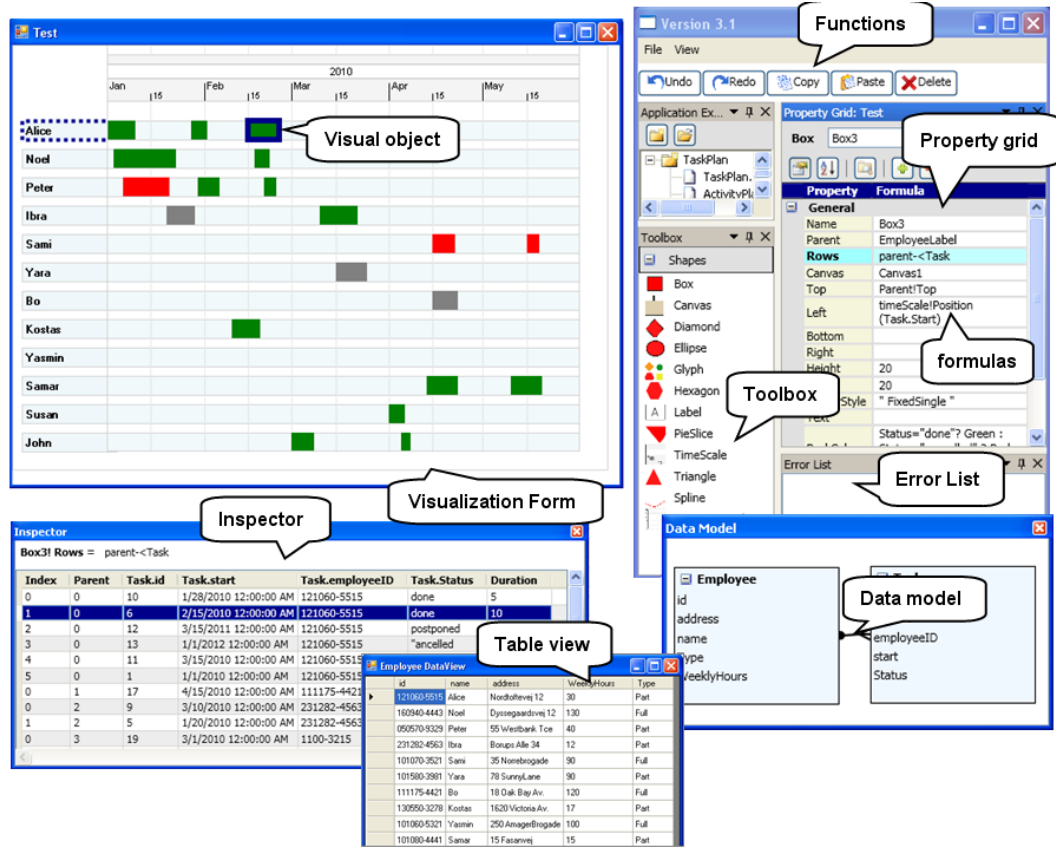 Test
2010
Jan Feb Mar Apr May
15 15 15 15 15
Alice
Noel
Peter
Ibra
Sami
Yara
Bo
Kostas
Yasmin
Samar
Susan
John
Visual object
Visualization Form
Version 3.1
Functions
File View
Undo Redo Copy Paste Delete
Application Ex...
TaskPlan
TaskPlan.
ActivityPl
Toolbox
Shapes
Box
Canvas
Diamond
Ellipse
Glyph
Hexagon
Label
PieSlice
TimeScale
Triangle
Spline
Toolbox
Property Grid: Test
Box Box3
Property grid
Property Formula
General
Name Box3
Parent EmployeeLabel
Rows parent-<Task
Canvas Canvas1
Top Parent!Top
Left timeScale!Position
(Task.Start)
Bottom
Right
Height 20
20
Style " FixedSingle "
Text
Status="done"? Green :
formulas
Error List
Error List
Inspector
Inspector
Box3! Rows = parent-<Task
Index Parent Task.id Task.start Task.employeeID Task.Status Duration
0 0 10 1/28/2010 12:00:00 AM 121060-5515 done 5
1 0 6 2/15/2010 12:00:00 AM 121060-5515 done 10
2 0 12 3/15/2011 12:00:00 AM 121060-5515 postponed
3 0 13 1/1/2012 12:00:00 AM 121060-5515 "ancelled
4 0 11 3/15/2010 12:00:00 AM 121060-5515
5 0 1 1/1/2010 12:00:00 AM 121060-5515
0 1 17 4/15/2010 12:00:00 AM 111175-4421
0 2 9 3/10/2010 12:00:00 AM 231282-4563
1 2 5 1/20/2010 12:00:00 AM 231282-4563
0 3 19 3/1/2010 12:00:00 AM 1100-3215
Table view
Employee DataView
id name address WeeklyHours Type
121060-5515 Alice Nordtoftevej 12 30 Part
160940-4443 Noel Dyssegaardsvej 12 130 Full
050570-9329 Peter 55 Westbank Tce 40 Part
231282-4563 Ibra Borups Alle 34 12 Part
101070-3521 Sami 35 Norrebrogade 90 Full
101580-3981 Yara 78 SunnyLane 90 Part
111175-4421 Bo 18 Oak Bay Av. 120 Full
130550-3278 Kostas 1620 Victoria Av. 17 Part
101060-5321 Yasmin 250 AmagerBrogade 100 Full
101080-4441 Samar 15 Fasanvej 15 Part
Data Model
Employee
id
address
name
Type
WeeklyHours
Data model
employeeID
start
Status